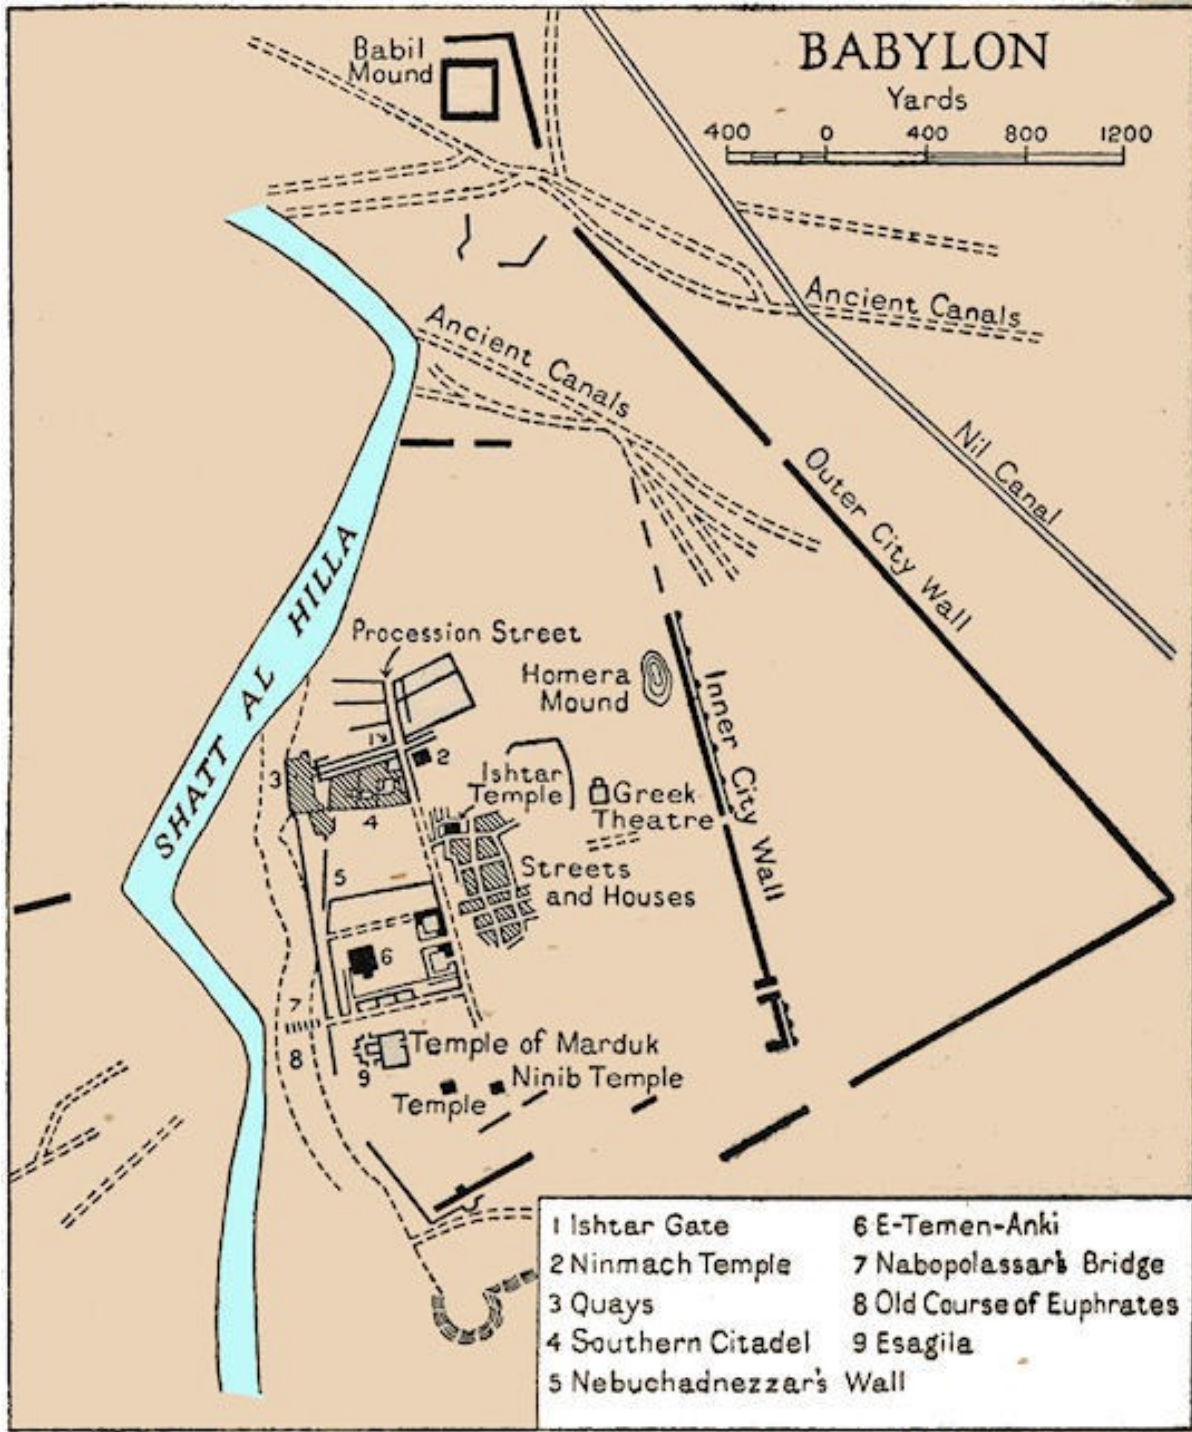 BABYLON
Yards
400 0 400 800 1200
Babil
Mound
Ancient Canals
Ancient Canals
Nil Canal
Outer City Wall
SHATT AL HILLA
Procession Street
Homera
Mound
Inner City Wall
1
2
3
Ishtar
Temple
Greek
Theatre
4
Streets
and Houses
5
6
7
8
Temple of Marduk
9
Ninib Temple
Temple
1 Ishtar Gate
2 Ninmach Temple
3 Quays
4 Southern Citadel
5 Nebuchadnezzar's Wall
6 E-Temen-Anki
7 Nabopolassar's Bridge
8 Old Course of Euphrates
9 Esagila